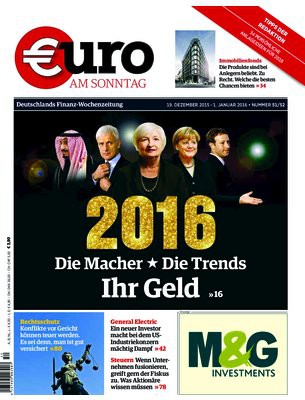 €uro
AM SONNTAG
Immobilienfonds
Die Produkte sind bei
Anlegern beliebt. Zu
Recht. Welche die besten
Chancen bieten »34
TIPPS DER
REDAKTION
Deutschlands Finanz-Wochenzeitung
19. DEZEMBER 2015 – 1. JANUAR 2016 • NUMMER 51/52
2016
Die Macher ★ Die Trends
Ihr Geld »16
Rechtsschutz
Konflikte vor Gericht
können teuer werden.
Es sei denn, man ist gut
versichert »80
General Electric
Ein neuer Investor
macht bei dem US-
Industriekonzern
mächtig Dampf »42
Steuern Wenn Unter-
nehmen fusionieren,
greift gern der Fiskus
zu. Was Aktionäre
wissen müssen »78
M&G
INVESTMENTS